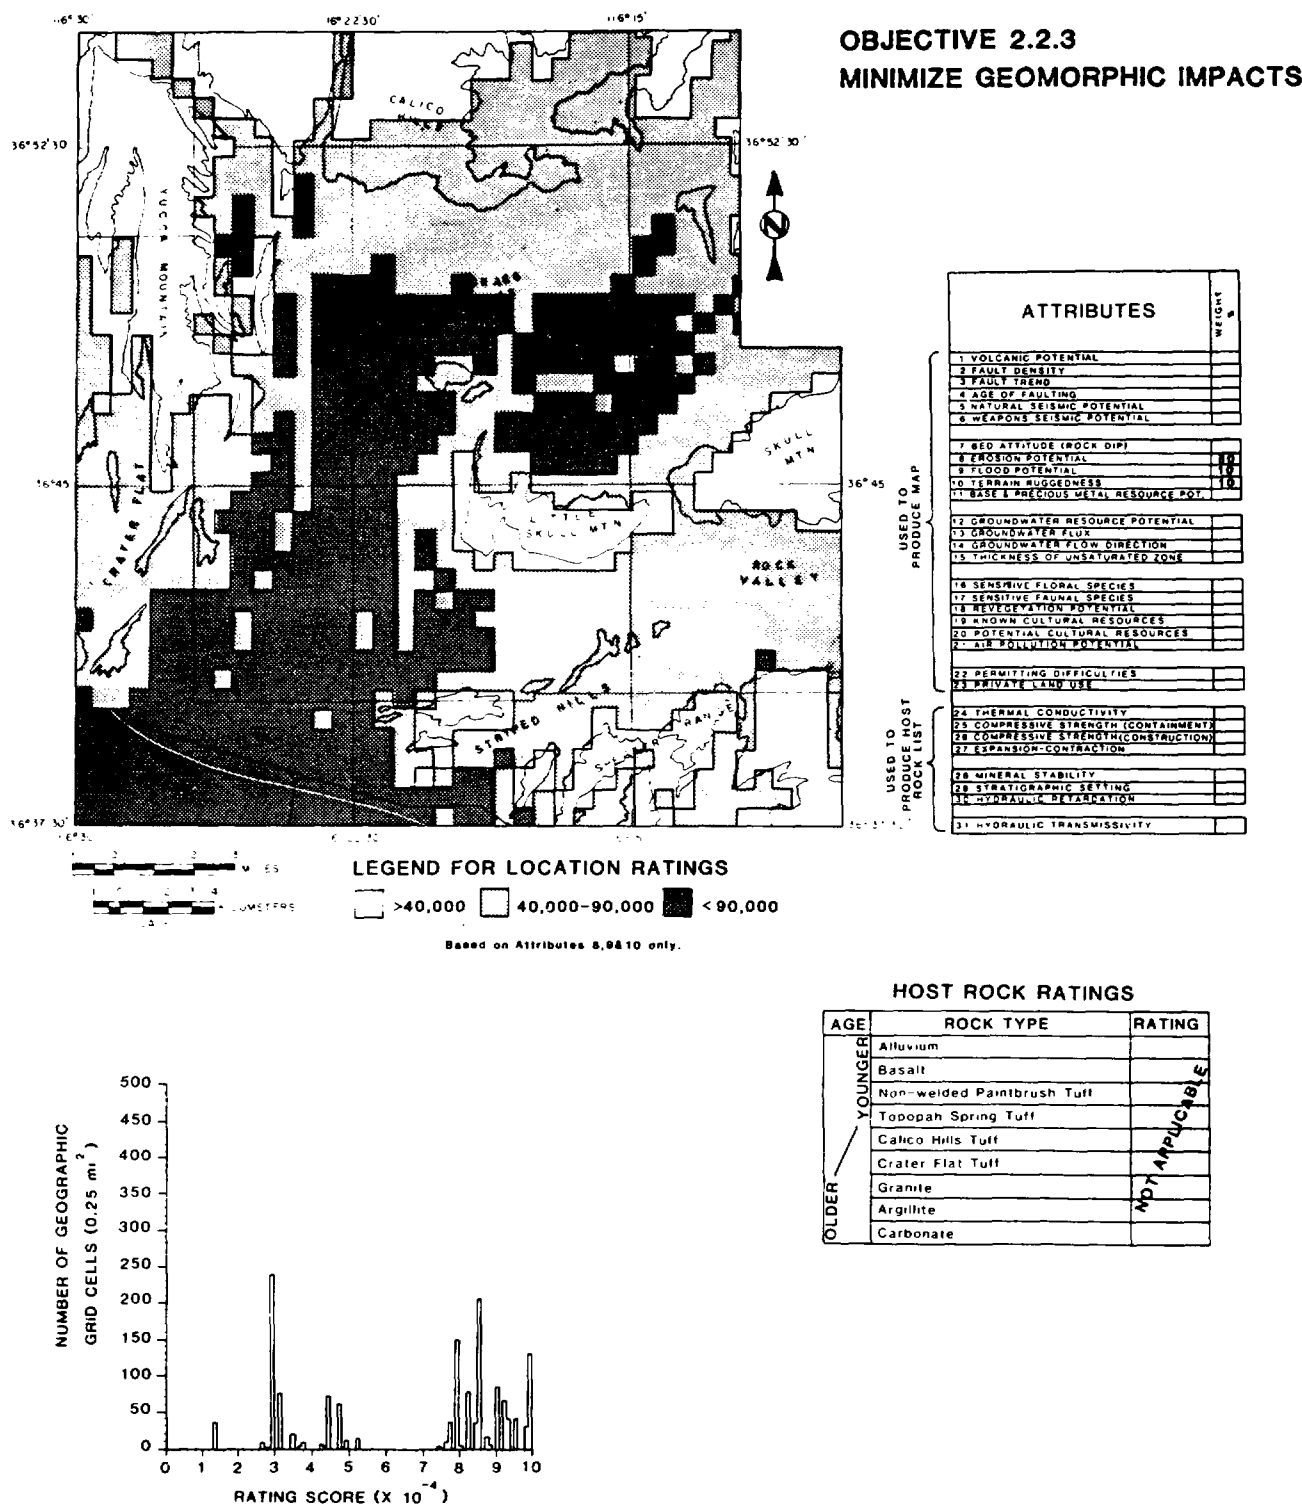 116°30'
116°22'30"
116°15'
OBJECTIVE 2.2.3
MINIMIZE GEOMORPHIC IMPACTS
CALICO
HILLS
36°52'30"
36°52'30"
YUCCA MOUNTAIN
N
ATTRIBUTES
WEIGHT %
1 VOLCANIC POTENTIAL
2 FAULT DENSITY
3 FAULT TREND
4 AGE OF FAULTING
5 NATURAL SEISMIC POTENTIAL
6 WEAPONS SEISMIC POTENTIAL
7 BED ATTITUDE (ROCK DIP)
8 EROSION POTENTIAL
9 FLOOD POTENTIAL 10
10 TERRAIN RUGGEDNESS 10
11 BASE & PRECIOUS METAL RESOURCE POT.
12 GROUNDWATER RESOURCE POTENTIAL
13 GROUNDWATER FLUX
14 GROUNDWATER FLOW DIRECTION
15 THICKNESS OF UNSATURATED ZONE
16 SENSITIVE FLORAL SPECIES
17 SENSITIVE FAUNAL SPECIES
18 REVEGETATION POTENTIAL
19 KNOWN CULTURAL RESOURCES
20 POTENTIAL CULTURAL RESOURCES
21 AIR POLLUTION POTENTIAL
22 PERMITTING DIFFICULTIES
23 PRIVATE LAND USE
24 THERMAL CONDUCTIVITY
25 COMPRESSIVE STRENGTH (CONTAINMENT)
26 COMPRESSIVE STRENGTH (CONSTRUCTION)
27 EXPANSION-CONTRACTION
28 MINERAL STABILITY
29 STRATIGRAPHIC SETTING
30 HYDRAULIC RETARDATION
31 HYDRAULIC TRANSMISSIVITY
USED TO
PRODUCE MAP
USED TO
PRODUCE HOST
ROCK LIST
SKULL
MTN
36°45
36°45
CRATER FLAT
LITTLE
SKULL MTN
ROCK
VALLEY
STRIPED HILLS
RANGE
36°37'30"
MILES
KILOMETERS
LEGEND FOR LOCATION RATINGS
>40,000 40,000-90,000 <90,000
Based on Attributes 8,9&10 only.
HOST ROCK RATINGS
AGE ROCK TYPE RATING
YOUNGER
OLDER
Alluvium
Basalt
Non-welded Paintbrush Tuff
Topopah Spring Tuff
Calico Hills Tuff
Crater Flat Tuff
Granite
Argillite
Carbonate
NOT APPLICABLE
NUMBER OF GEOGRAPHIC
GRID CELLS (0.25 mi²)
500
450
400
350
300
250
200
150
100
50
0
0 1 2 3 4 5 6 7 8 9 10
RATING SCORE (X 10⁻⁴)